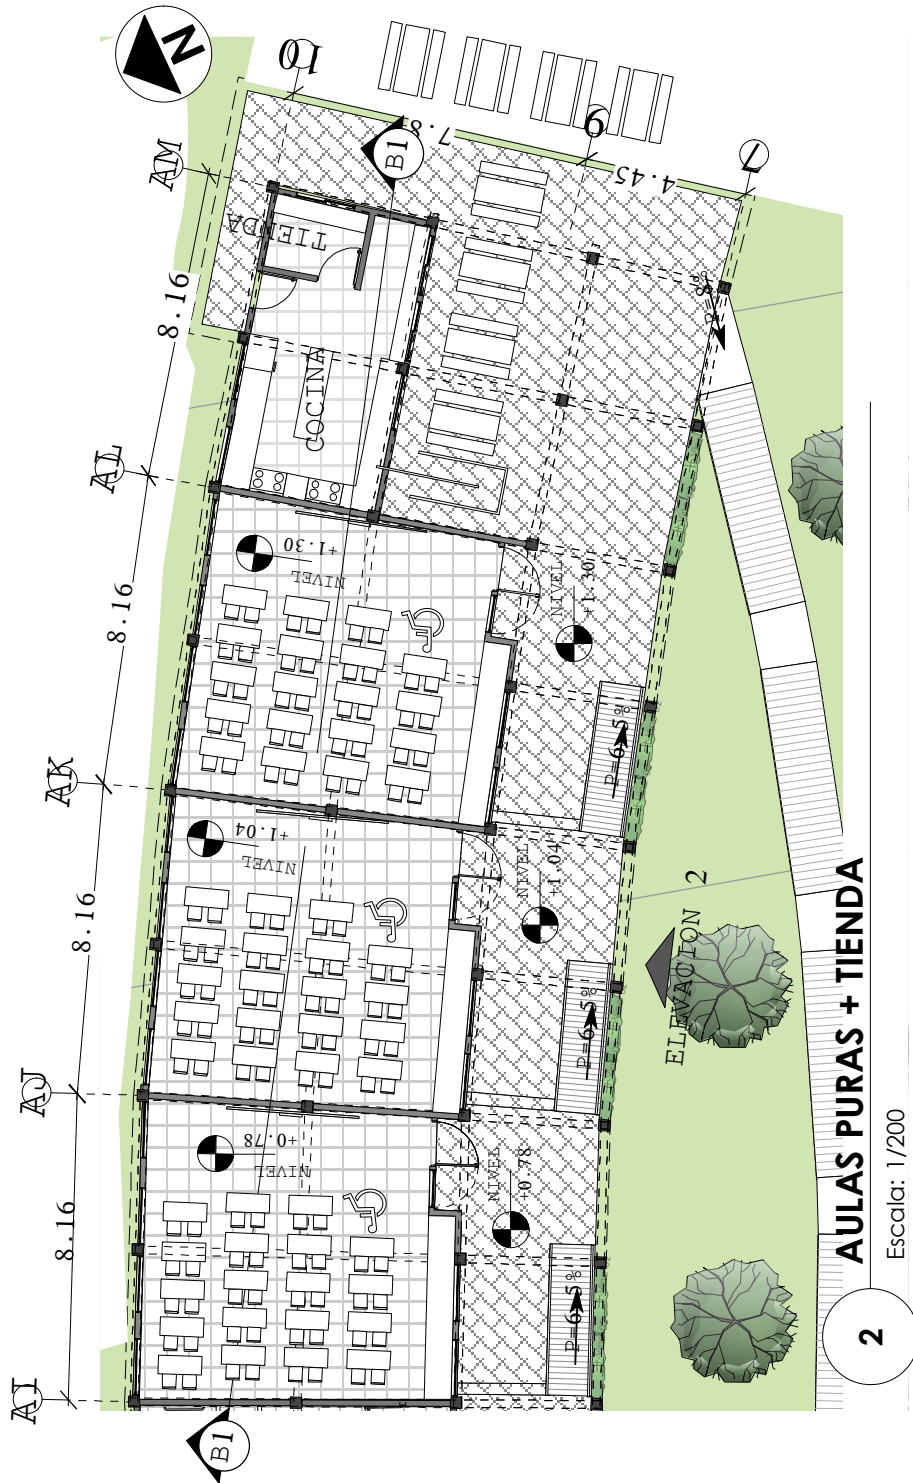 N
10
9
7
AM
AL
AK
AJ
AI
B1
7.8
4.45
8.16
8.16
8.16
8.16
TIENDA
COCINA
NIVEL
+1.30
NIVEL
+1.30
P=6.5%
NIVEL
+1.04
NIVEL
+1.04
P=6.5%
NIVEL
+0.78
NIVEL
+0.78
P=6.5%
ELEVACION 2
B1
2
AULAS PURAS + TIENDA
Escala: 1/200